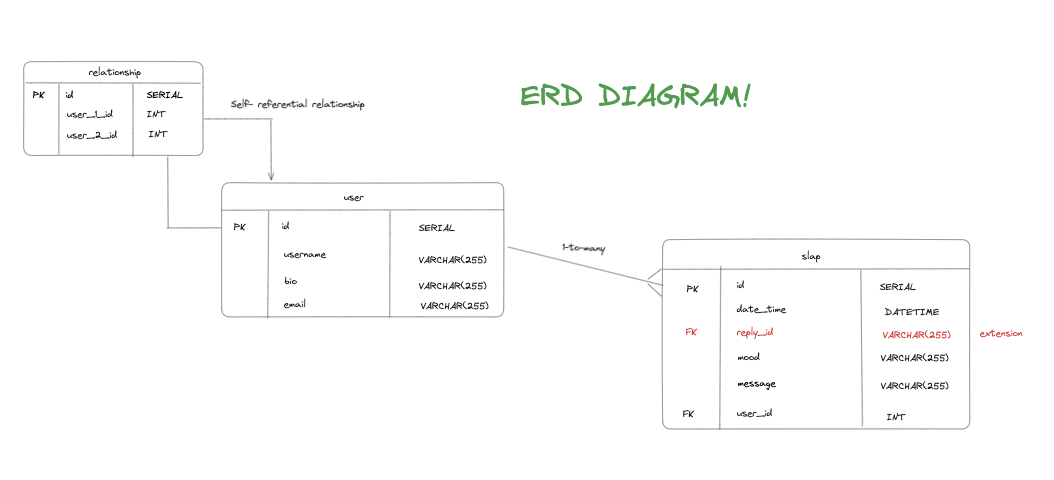 ERD DIAGRAM!
relationship
PK id SERIAL
user_1_id INT
user_2_id INT
Self- referential relationship
user
PK id SERIAL
username VARCHAR(255)
bio VARCHAR(255)
email VARCHAR(255)
1-to-many
slap
PK id SERIAL
date_time DATETIME
FK reply_id VARCHAR(255) extension
mood VARCHAR(255)
message VARCHAR(255)
FK user_id INT